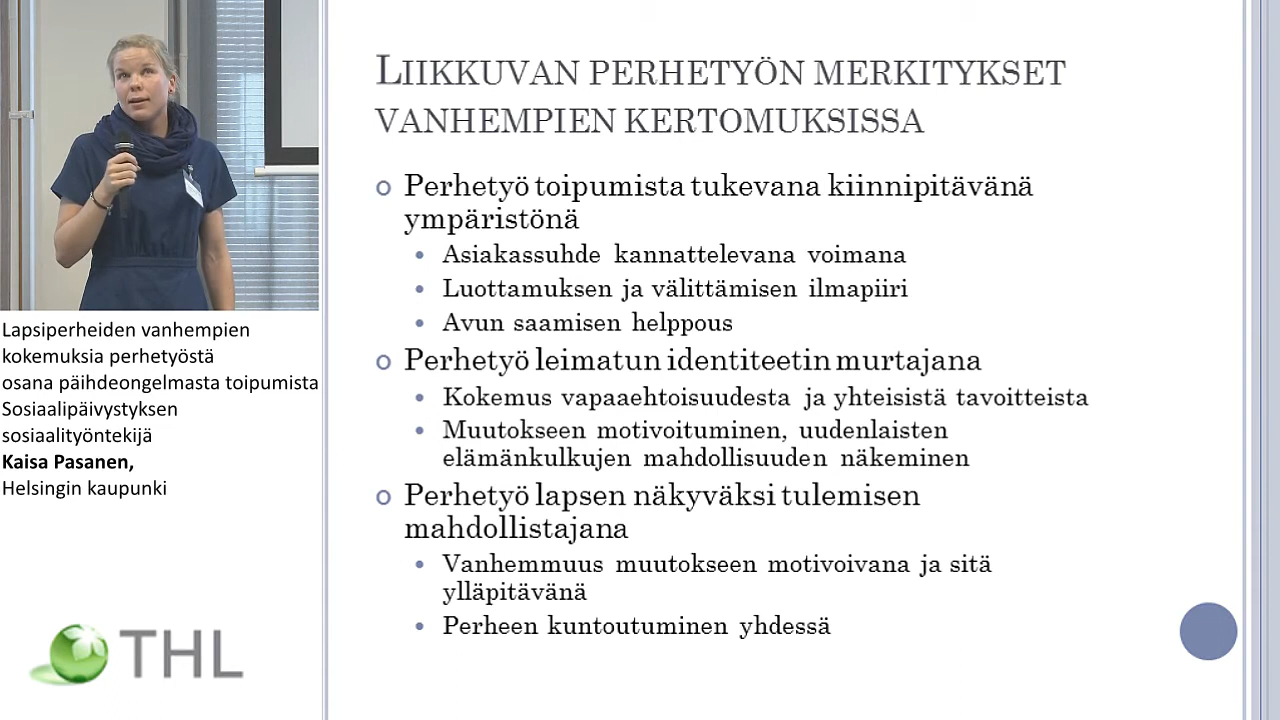 LIIKKUVAN PERHETYÖN MERKITYKSET
VANHEMPIEN KERTOMUKSISSA
Perhetyö toipumista tukevana kiinnipitävänä
ympäristönä
Asiakassuhde kannattelevana voimana
Luottamuksen ja välittämisen ilmapiiri
Avun saamisen helppous
Perhetyö leimatun identiteetin murtajana
Kokemus vapaaehtoisuudesta ja yhteisistä tavoitteista
Muutokseen motivoituminen, uudenlaisten
elämänkulkujen mahdollisuuden näkeminen
Perhetyö lapsen näkyväksi tulemisen
mahdollistajana
Vanhemmuus muutokseen motivoivana ja sitä
ylläpitävänä
Perheen kuntoutuminen yhdessä
Lapsiperheiden vanhempien
kokemuksia perhetyöstä
osana päihdeongelmasta toipumista
Sosiaalipäivystyksen
sosiaalityöntekijä
Kaisa Pasanen,
Helsingin kaupunki
THL